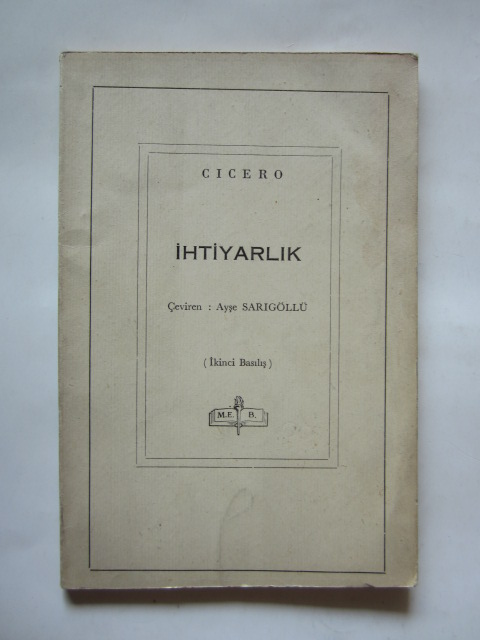 CICERO
İHTİYARLIK
Çeviren : Ayşe SARIGÖLLÜ
( İkinci Basılış )
M.E. B.